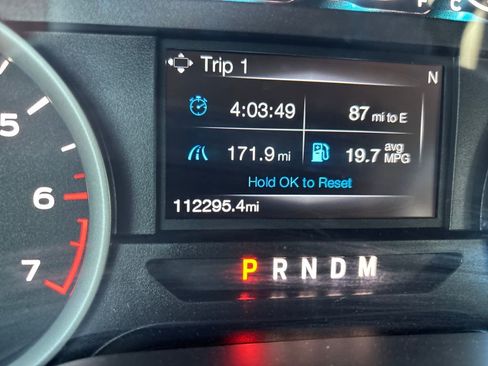 F C
Trip 1
N
4:03:49
87 mi to E
171.9 mi
19.7 avg MPG
Hold OK to Reset
112295.4mi
5
6
7
P R N D M